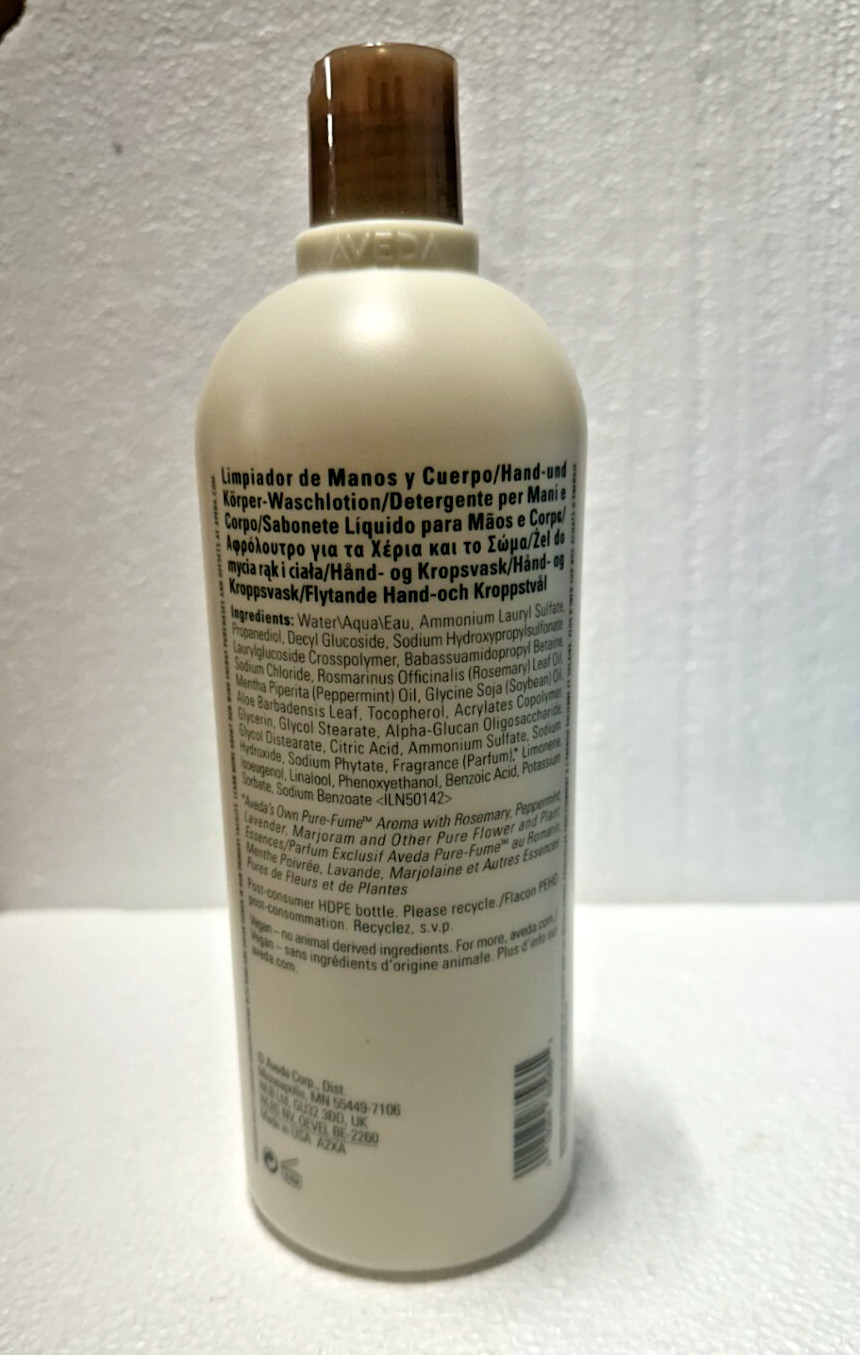 AVEDA
Limpiador de Manos y Cuerpo/Hand-und
Körper-Waschlotion/Detergente per Mani e
Corpo/Sabonete Líquido para Mãos e Corpo/
Αφρόλουτρο για τα Χέρια και το Σώμα/Żel do
mycia rąk i ciała/Hånd- og Kropsvask/Hånd- og
Kroppsvask/Flytande Hand-och Kroppstvål
Ingredients: Water\Aqua\Eau, Ammonium Lauryl Sulfate,
Propanediol, Decyl Glucoside, Sodium Hydroxypropylsulfonate
Laurylglucoside Crosspolymer, Babassuamidopropyl Betaine,
Sodium Chloride, Rosmarinus Officinalis (Rosemary) Leaf Oil,
Mentha Piperita (Peppermint) Oil, Glycine Soja (Soybean) Oil,
Aloe Barbadensis Leaf, Tocopherol, Acrylates Copolymer,
Glycerin, Glycol Stearate, Alpha-Glucan Oligosaccharide,
Glycol Distearate, Citric Acid, Ammonium Sulfate, Sodium
Hydroxide, Sodium Phytate, Fragrance (Parfum),* Limonene,
Isoeugenol, Linalool, Phenoxyethanol, Benzoic Acid, Potassium
Sorbate, Sodium Benzoate <ILN50142>
*Aveda's Own Pure-Fume™ Aroma with Rosemary, Peppermint,
Lavender, Marjoram and Other Pure Flower and Plant
Essences/Parfum Exclusif Aveda Pure-Fume™ au Romarin,
Menthe Poivrée, Lavande, Marjolaine et Autres Essences
Pures de Fleurs et de Plantes
Post-consumer HDPE bottle. Please recycle./Flacon PEHD
post-consommation. Recyclez, s.v.p.
Vegan – no animal derived ingredients. For more, aveda.com./
Vegan – sans ingrédients d'origine animale. Plus d'info sur
aveda.com.
© Aveda Corp., Dist.
Minneapolis, MN 55449-7106
GU32 3DD, UK
NV, OEVEL BE-2260
Made in USA A2XA